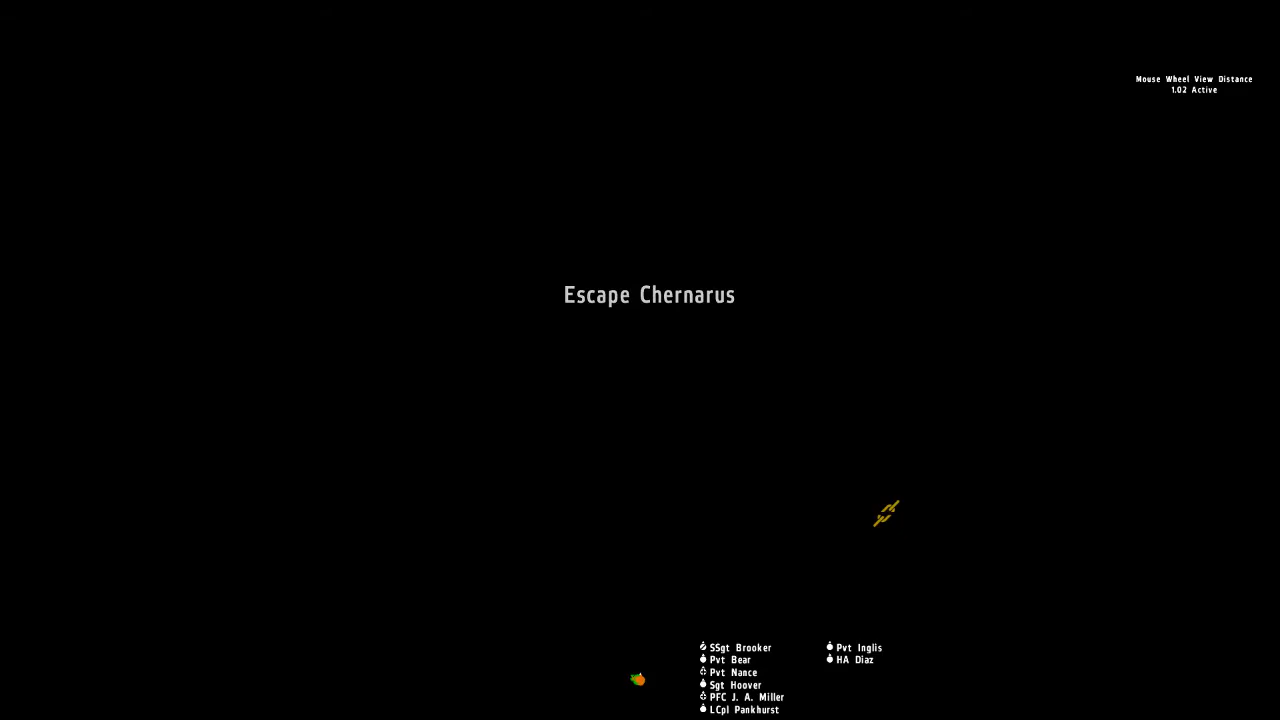 Mouse Wheel View Distance
1.02 Active
Escape Chernarus
SSgt Brooker
Pvt Bear
Pvt Nance
Sgt Hoover
PFC J. A. Miller
LCpl Pankhurst
Pvt Inglis
HA Diaz